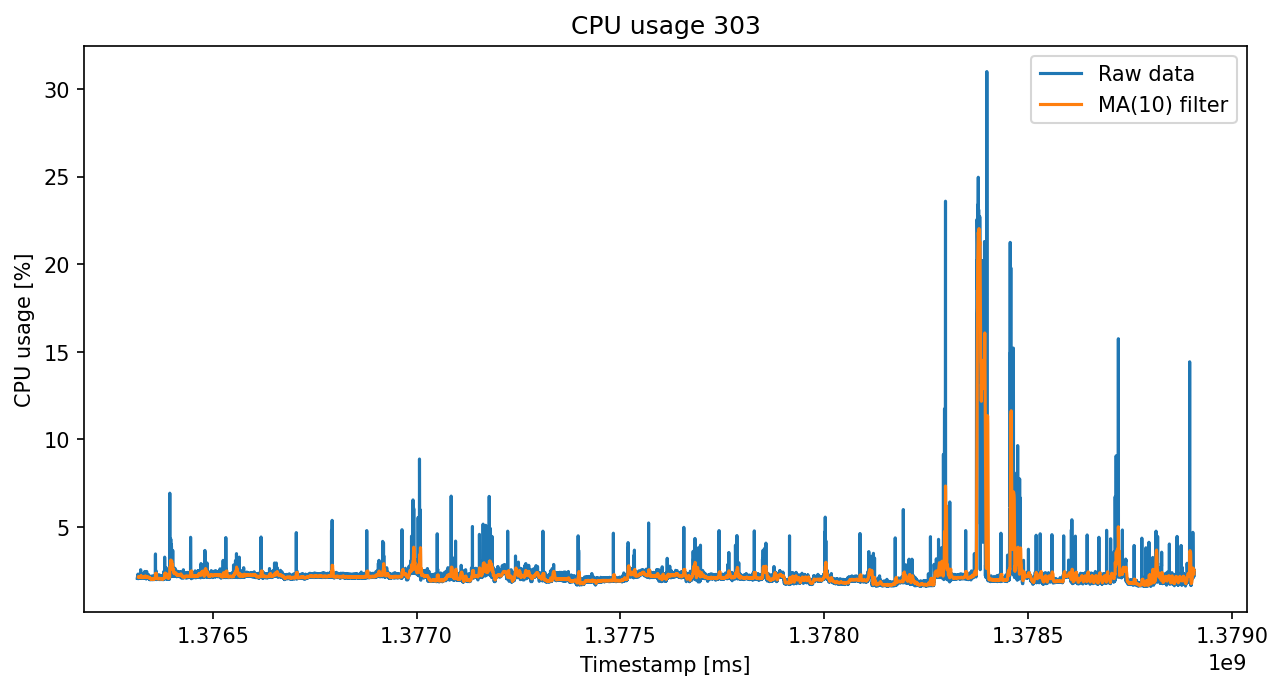 CPU usage 303
Raw data
MA(10) filter
CPU usage [%]
30
25
20
15
10
5
1.3765
1.3770
1.3775
1.3780
1.3785
1.3790
1e9
Timestamp [ms]